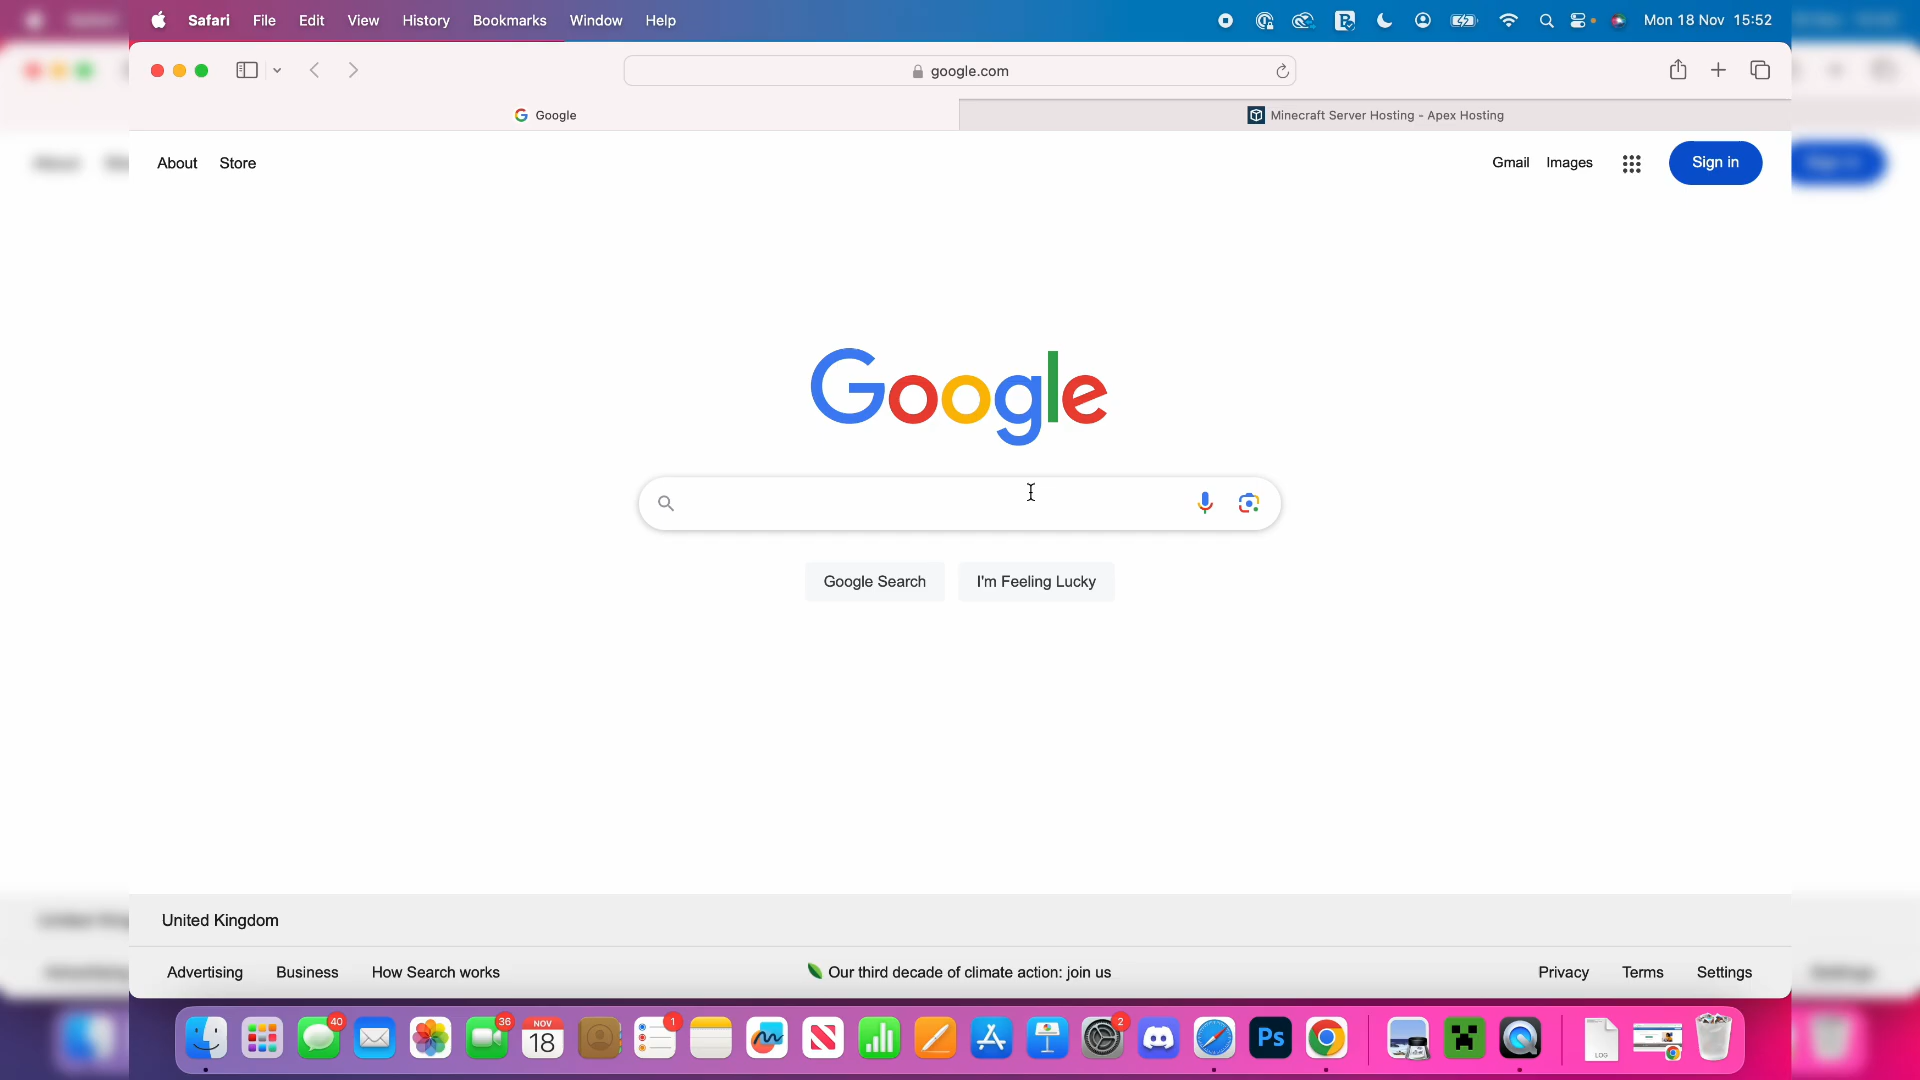 Safari File Edit View History Bookmarks Window Help Mon 18 Nov 15:52
google.com
Google Minecraft Server Hosting - Apex Hosting
About Store Gmail Images Sign in
Google
Google Search I'm Feeling Lucky
United Kingdom
Advertising Business How Search works Our third decade of climate action: join us Privacy Terms Settings
40 36 NOV 18 1 2 Ps LOG